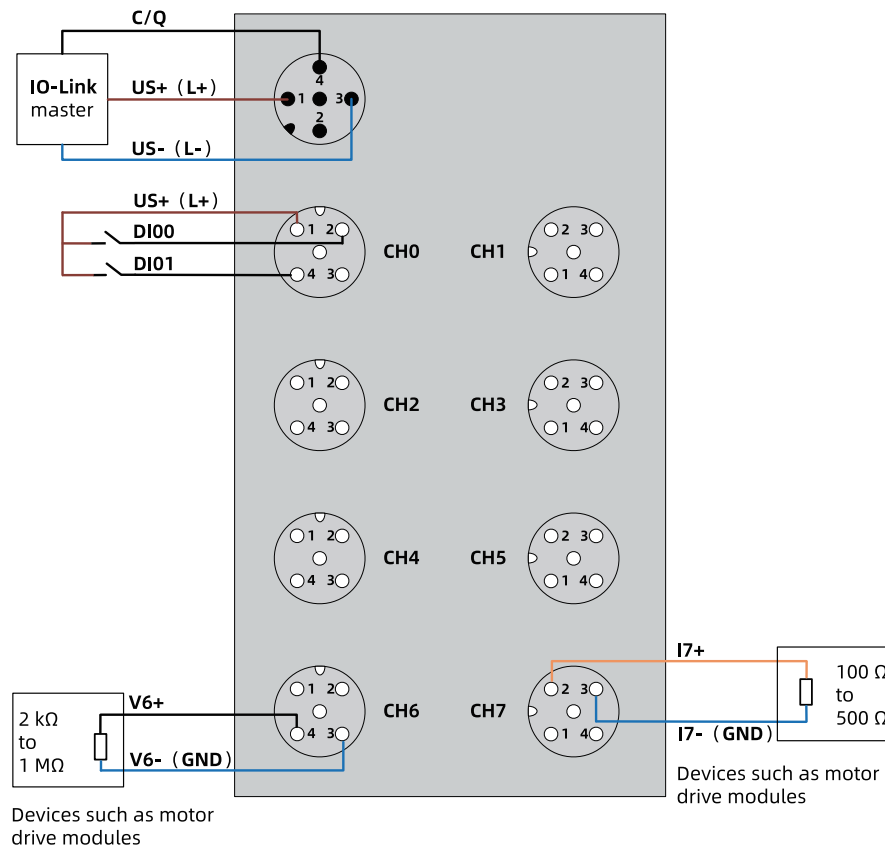 C/Q
IO-Link
master
US+ (L+)
US- (L-)
4
1 3
2
US+ (L+)
DI00
DI01
1 2
4 3
CH0
CH1
2 3
1 4
1 2
4 3
CH2
CH3
2 3
1 4
1 2
4 3
CH4
CH5
2 3
1 4
1 2
4 3
CH6
CH7
2 3
1 4
V6+
V6- (GND)
2 kΩ
to
1 MΩ
Devices such as motor
drive modules
I7+
I7- (GND)
100 Ω
to
500 Ω
Devices such as motor
drive modules